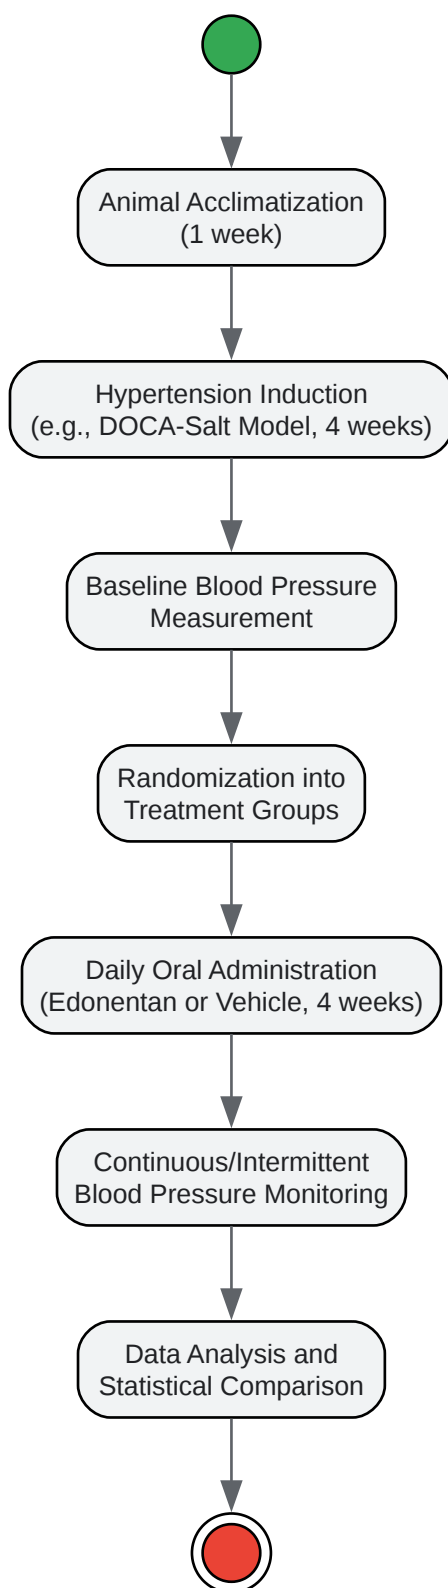 Animal Acclimatization
(1 week)
Hypertension Induction
(e.g., DOCA-Salt Model, 4 weeks)
Baseline Blood Pressure
Measurement
Randomization into
Treatment Groups
Daily Oral Administration
(Edonentan or Vehicle, 4 weeks)
Continuous/Intermittent
Blood Pressure Monitoring
Data Analysis and
Statistical Comparison